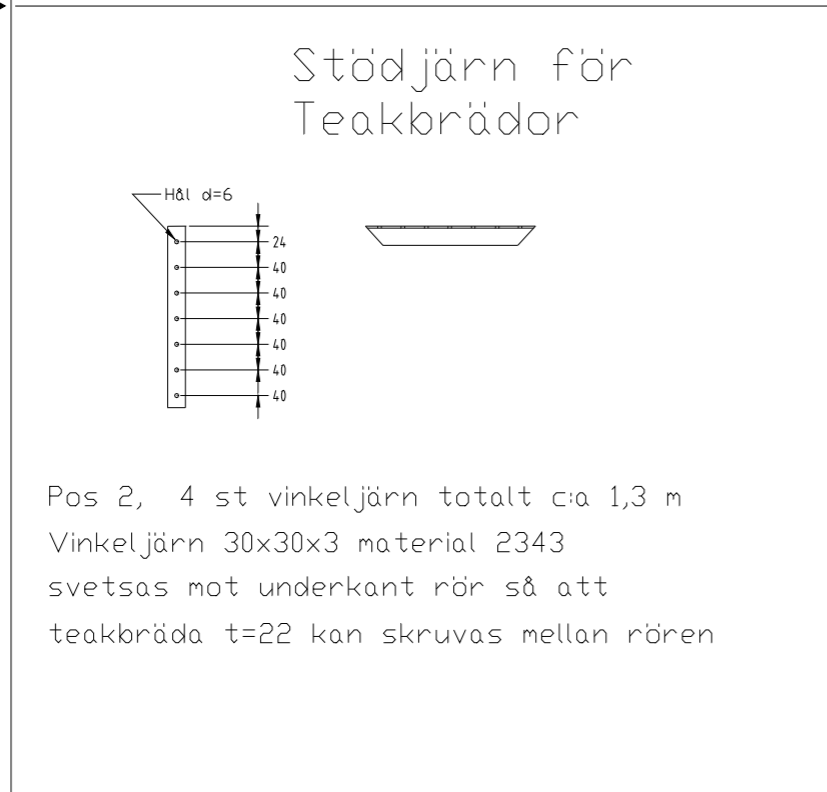 Stödjärn för
Teakbrädor
Hål d=6
24
40
40
40
40
40
40
Pos 2, 4 st vinkeljärn totalt c:a 1,3 m
Vinkeljärn 30x30x3 material 2343
svetsas mot underkant rör så att
teakbräda t=22 kan skruvas mellan rören